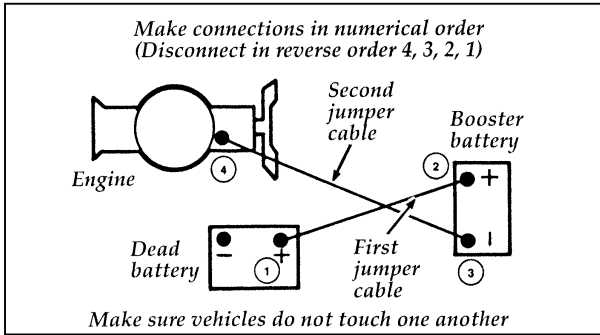 Make connections in numerical order
(Disconnect in reverse order 4, 3, 2, 1)
Second
jumper
cable
Booster
battery
Engine
4
2
+
Dead
battery
-
1
+
First
jumper
cable
-
3
Make sure vehicles do not touch one another